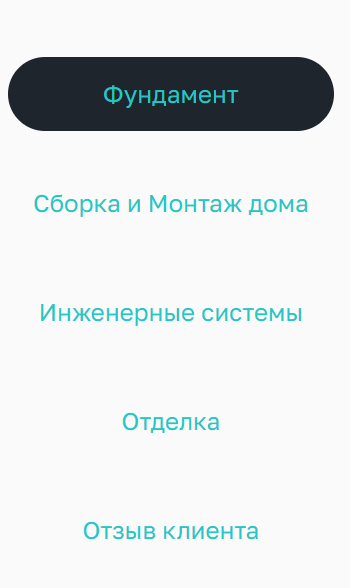 Фундамент
Сборка и Монтаж дома
Инженерные системы
Отделка
Отзыв клиента